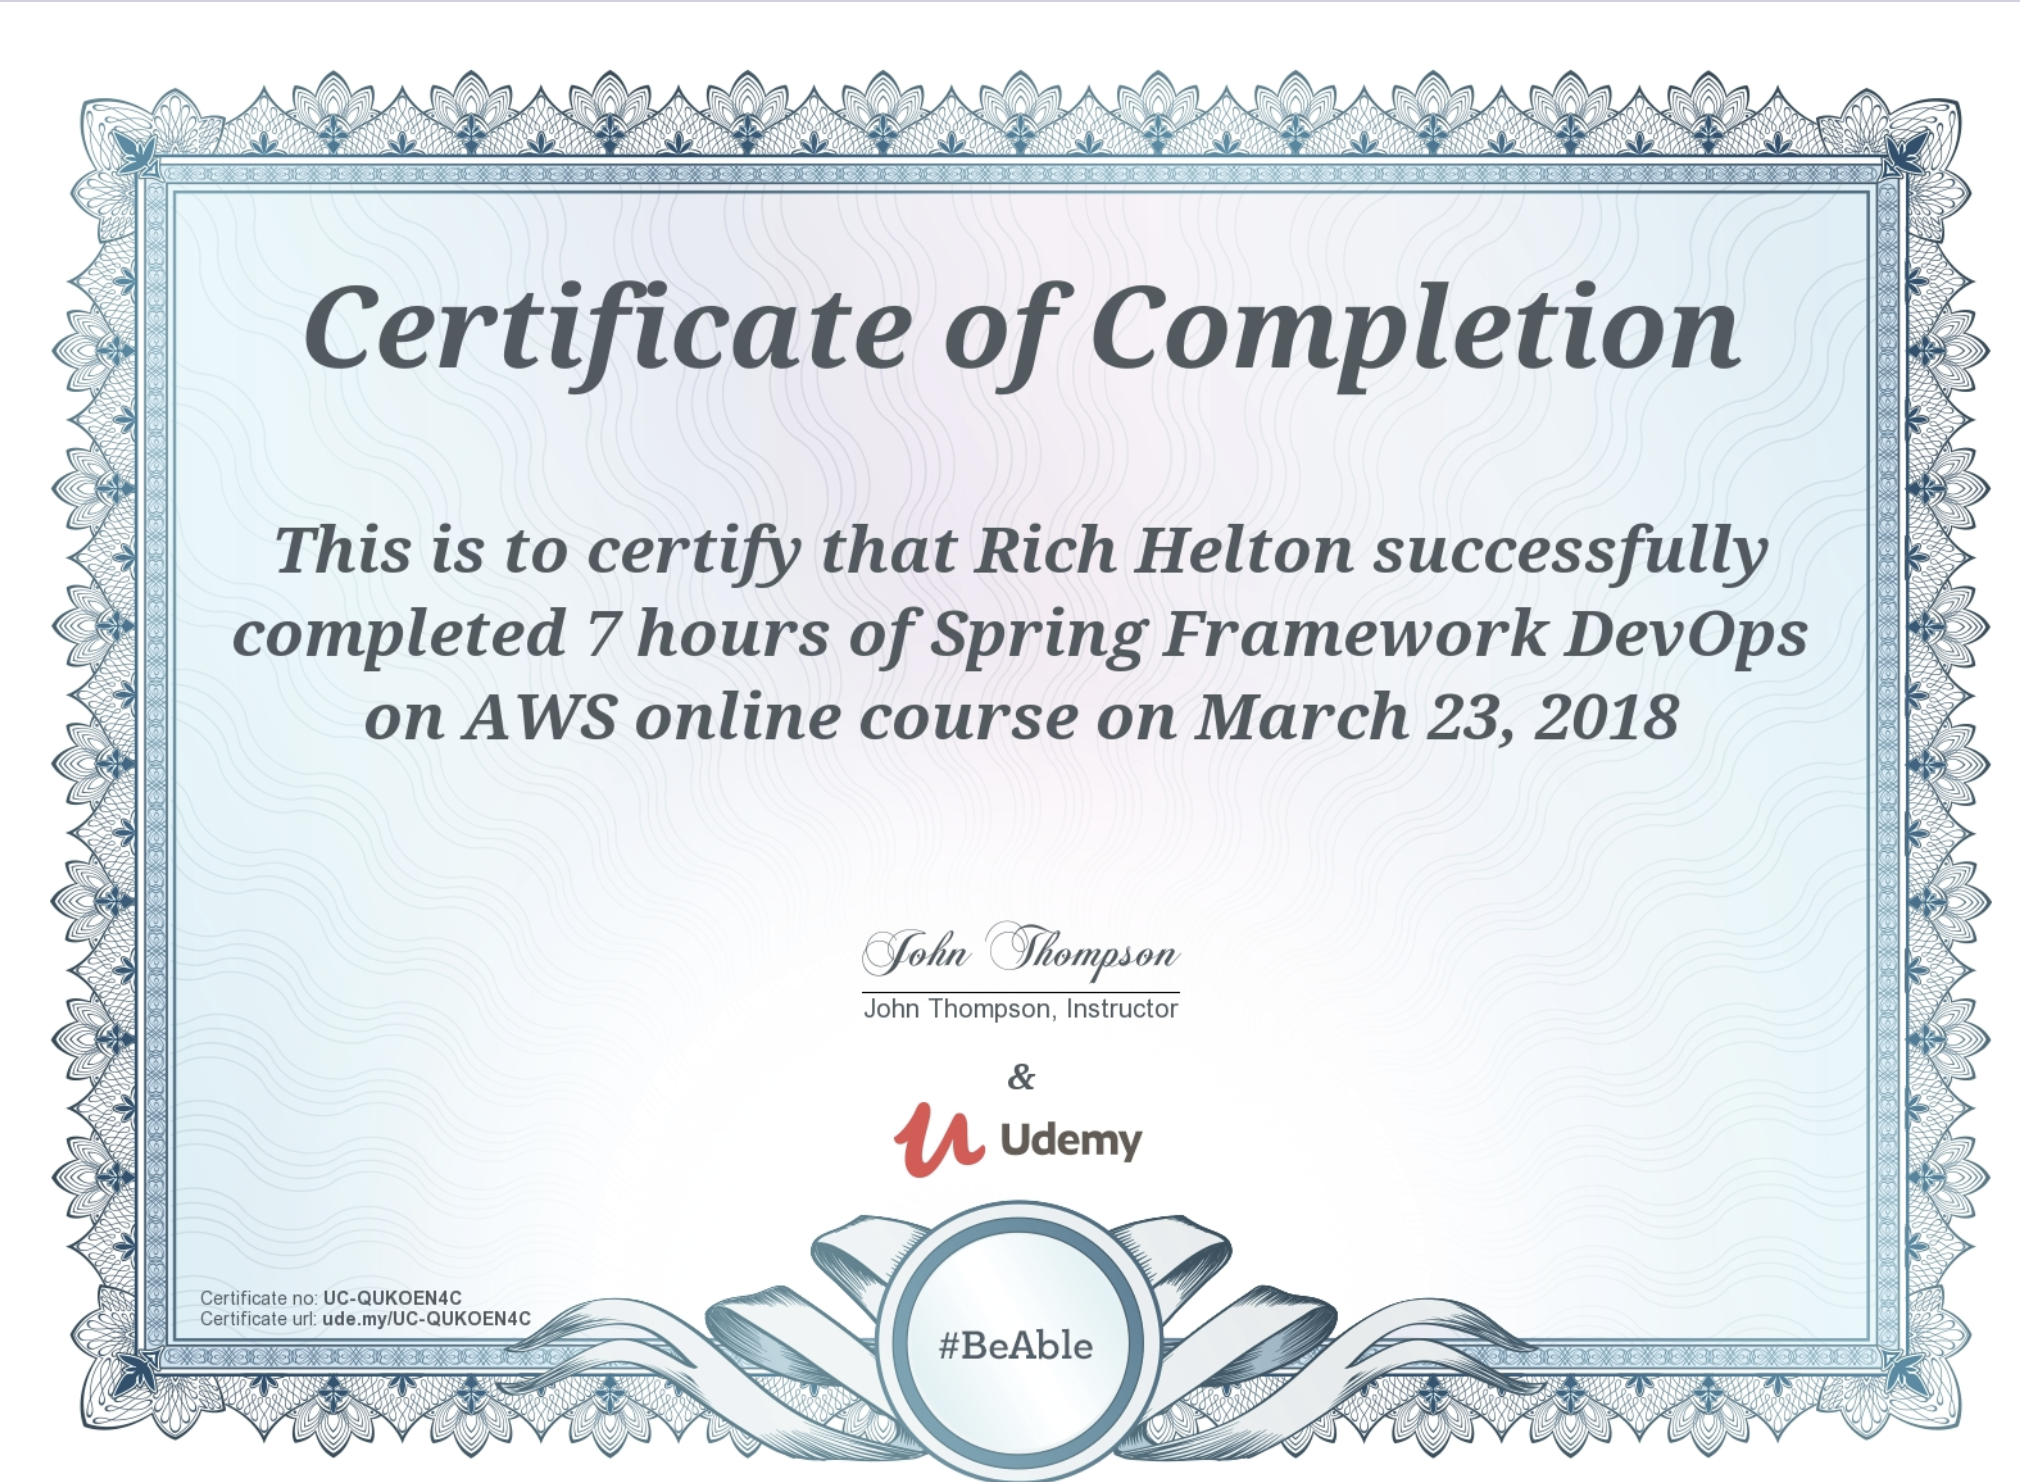 Certificate of Completion
This is to certify that Rich Helton successfully
completed 7 hours of Spring Framework DevOps
on AWS online course on March 23, 2018
John Thompson
John Thompson, Instructor
&
Udemy
Certificate no: UC-QUKOEN4C
Certificate url: ude.my/UC-QUKOEN4C
#BeAble